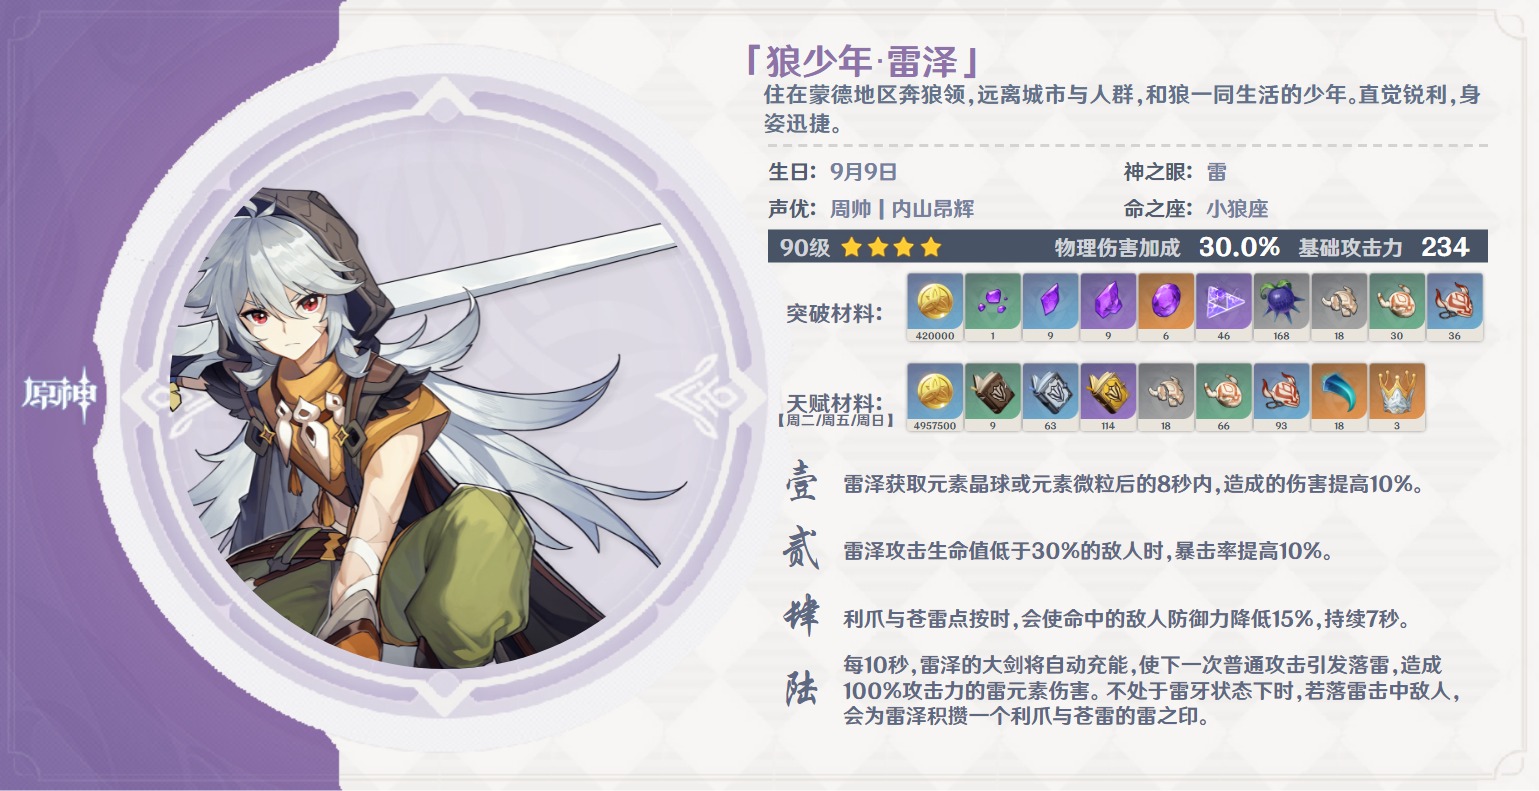 原神
「狼少年·雷泽」
住在蒙德地区奔狼领,远离城市与人群,和狼一同生活的少年。直觉锐利,身
姿迅捷。
生日: 9月9日 神之眼: 雷
声优: 周帅 | 内山昂辉 命之座: 小狼座
90级 物理伤害加成 30.0% 基础攻击力 234
突破材料:
420000 1 9 9 6 46 168 18 30 36
天赋材料:
【周二/周五/周日】
4957500 9 63 114 18 66 93 18 3
壹 雷泽获取元素晶球或元素微粒后的8秒内,造成的伤害提高10%。
贰 雷泽攻击生命值低于30%的敌人时,暴击率提高10%。
肆 利爪与苍雷点按时,会使命中的敌人防御力降低15%,持续7秒。
陆 每10秒,雷泽的大剑将自动充能,使下一次普通攻击引发落雷,造成
100%攻击力的雷元素伤害。不处于雷牙状态下时,若落雷击中敌人,
会为雷泽积攒一个利爪与苍雷的雷之印。